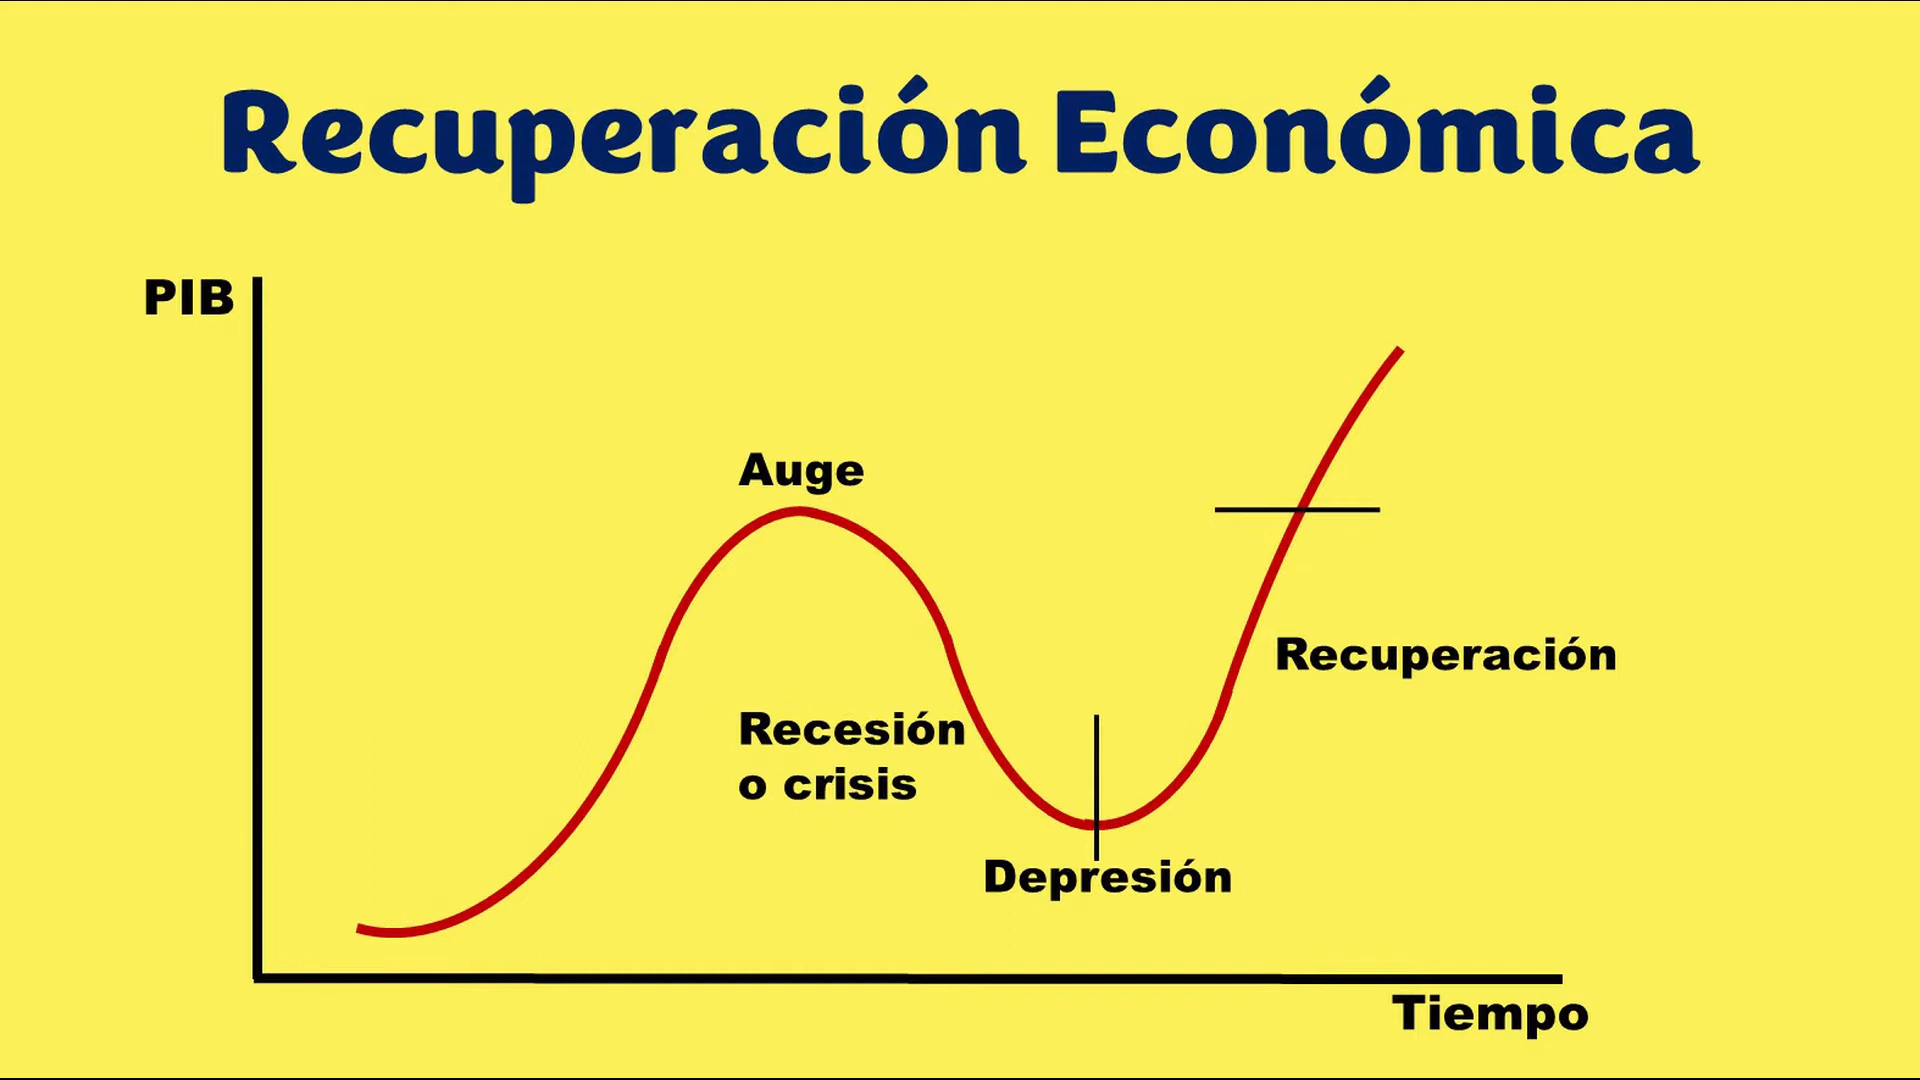 Recuperación Económica
PIB
Auge
Recuperación
Recesión
o crisis
Depresión
Tiempo